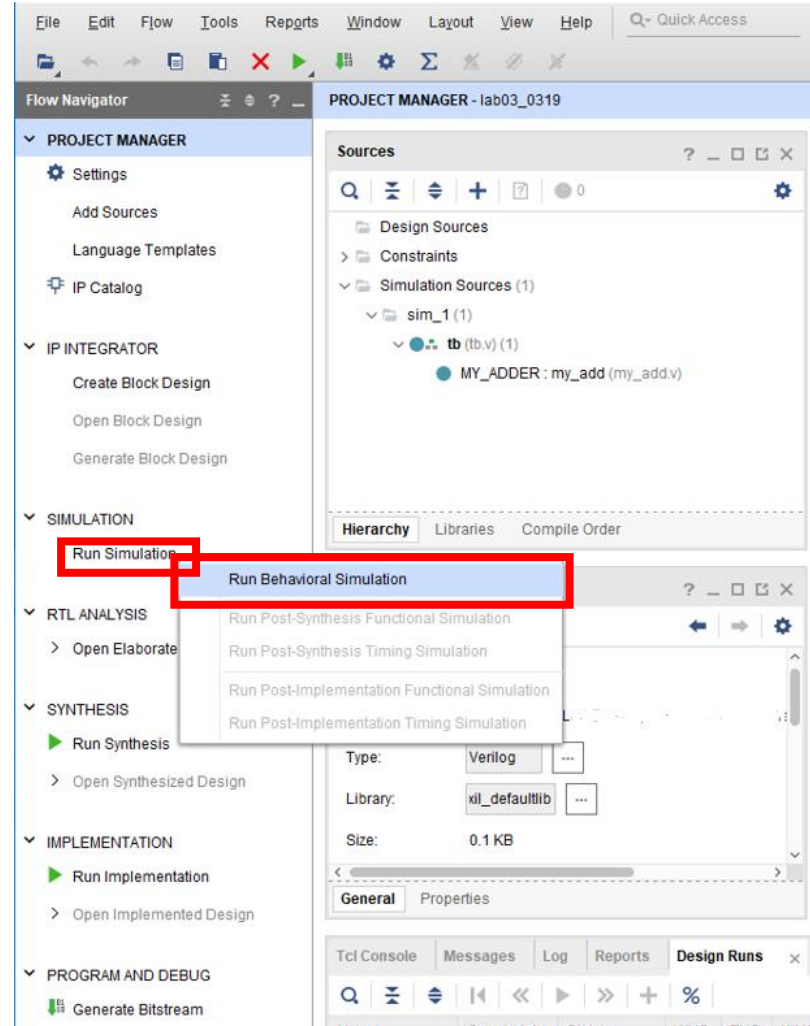 File Edit Flow Tools Reports Window Layout View Help Quick Access
Flow Navigator
PROJECT MANAGER
Settings
Add Sources
Language Templates
IP Catalog
IP INTEGRATOR
Create Block Design
Open Block Design
Generate Block Design
SIMULATION
Run Simulation
RTL ANALYSIS
Open Elaborate
SYNTHESIS
Run Synthesis
Open Synthesized Design
IMPLEMENTATION
Run Implementation
Open Implemented Design
PROGRAM AND DEBUG
Generate Bitstream
PROJECT MANAGER - lab03_0319
Sources
0
Design Sources
Constraints
Simulation Sources (1)
sim_1 (1)
tb (tb.v) (1)
MY_ADDER : my_add (my_add.v)
Hierarchy Libraries Compile Order
Run Behavioral Simulation
Run Post-Synthesis Functional Simulation
Run Post-Synthesis Timing Simulation
Run Post-Implementation Functional Simulation
Run Post-Implementation Timing Simulation
Type: Verilog ...
Library: xil_defaultlib ...
Size: 0.1 KB
General Properties
Tcl Console Messages Log Reports Design Runs